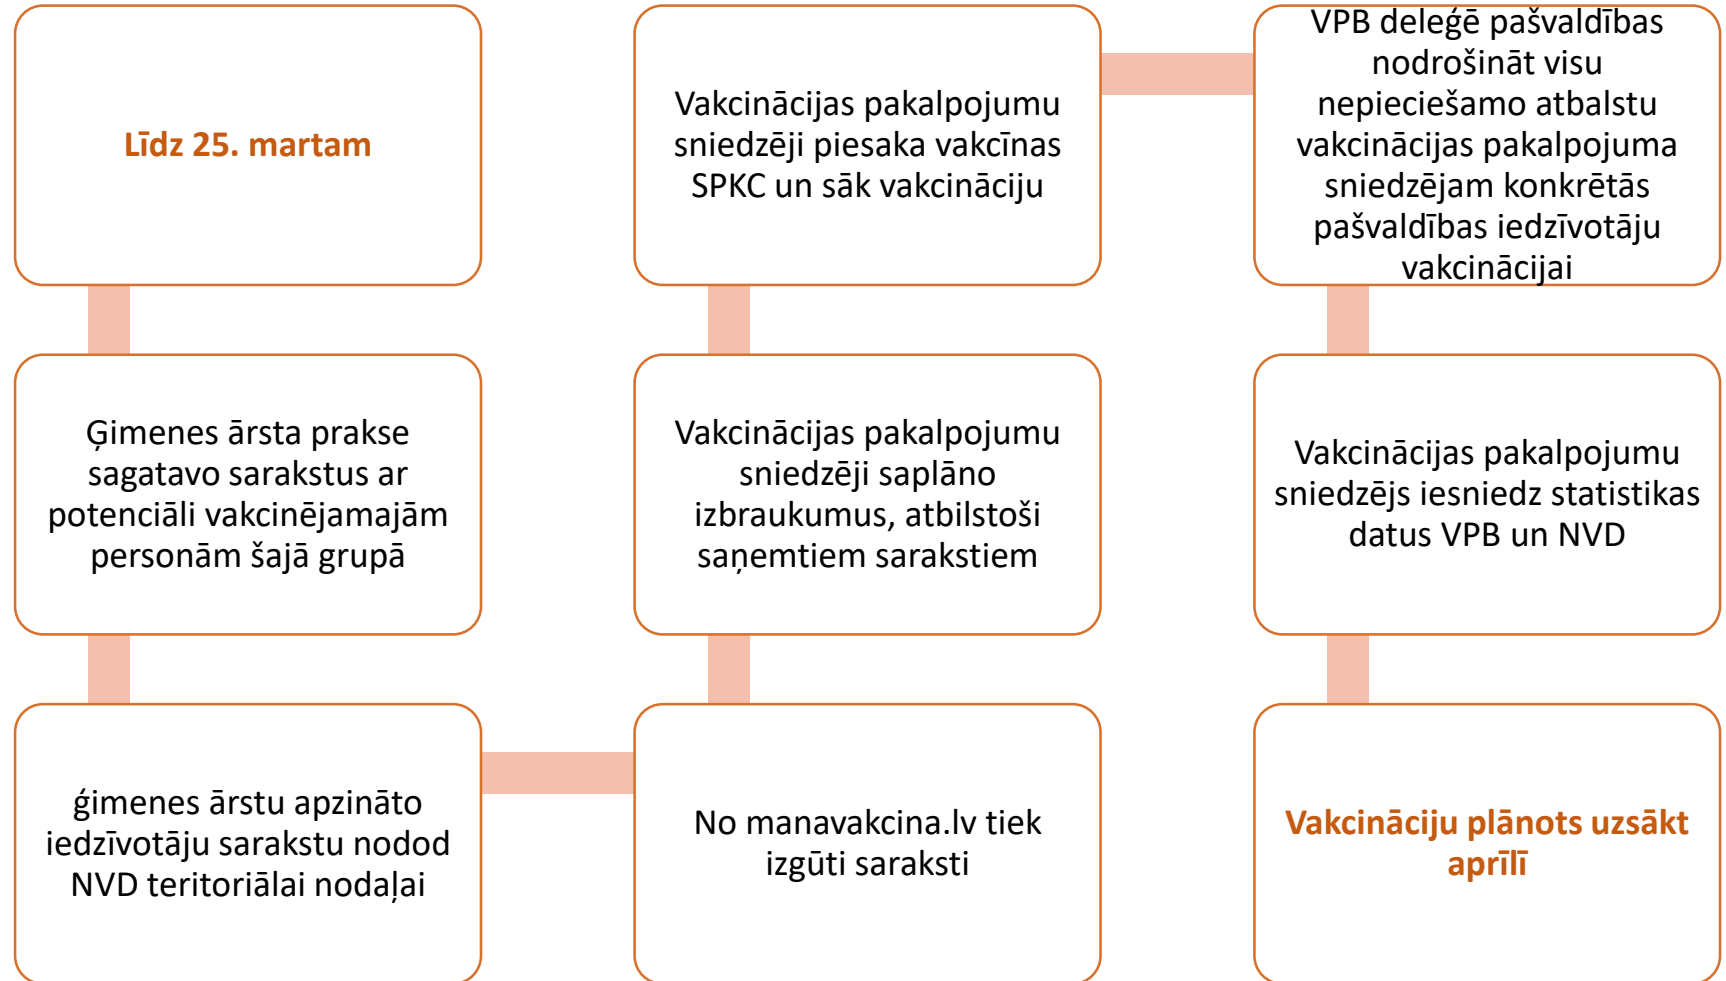 Līdz 25. martam
Ģimenes ārsta prakse
sagatavo sarakstus ar
potenciāli vakcinējamajām
personām šajā grupā
ģimenes ārstu apzināto
iedzīvotāju sarakstu nodod
NVD teritoriālai nodaļai
No manavakcina.lv tiek
izgūti saraksti
Vakcinācijas pakalpojumu
sniedzēji saplāno
izbraukumus, atbilstoši
saņemtiem sarakstiem
Vakcinācijas pakalpojumu
sniedzēji piesaka vakcīnas
SPKC un sāk vakcināciju
VPB deleģē pašvaldības
nodrošināt visu
nepieciešamo atbalstu
vakcinācijas pakalpojuma
sniedzējam konkrētās
pašvaldības iedzīvotāju
vakcinācijai
Vakcinācijas pakalpojumu
sniedzējs iesniedz statistikas
datus VPB un NVD
Vakcināciju plānots uzsākt
aprīlī